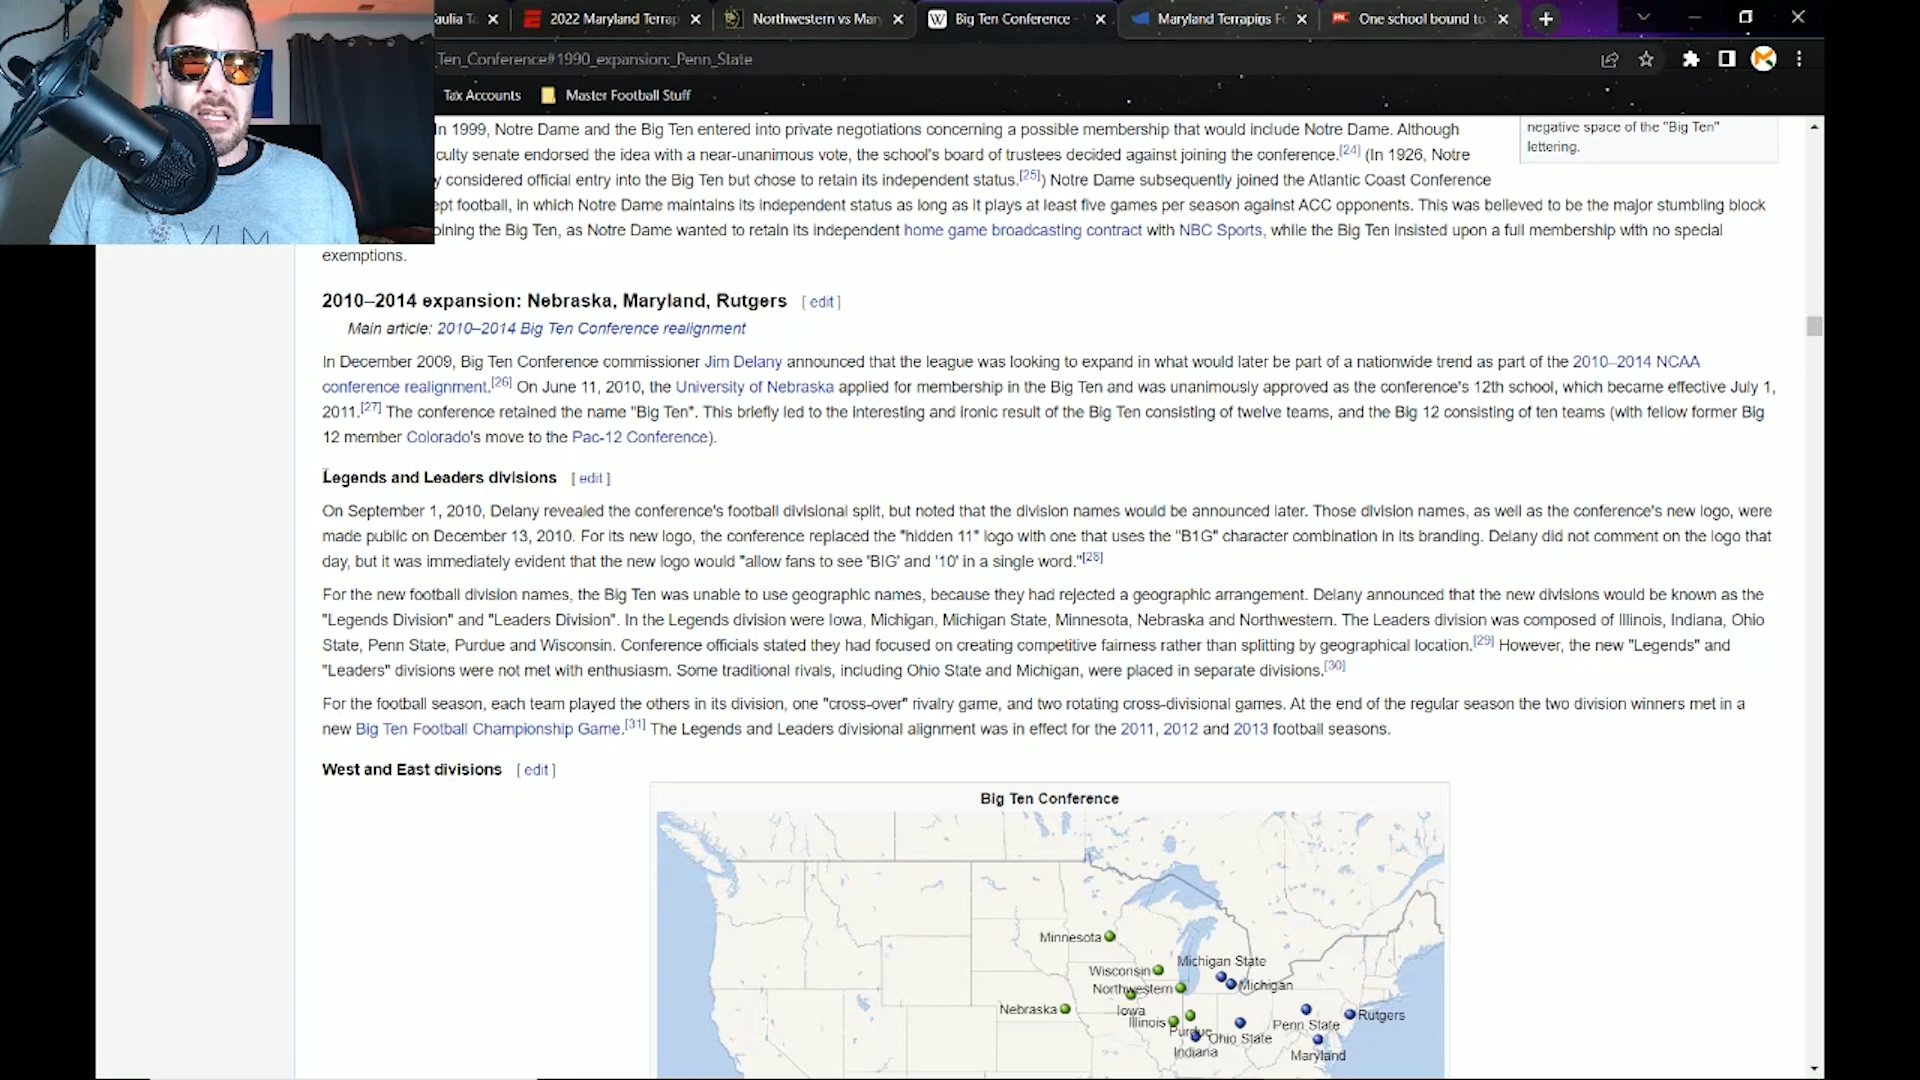 aulia Ta
2022 Maryland Terrap
Northwestern vs Mar
Big Ten Conference -
Maryland Terrapins Fo
One school bound to
Ten_Conference#1990_expansion:_Penn_State
Tax Accounts
Master Football Stuff
In 1999, Notre Dame and the Big Ten entered into private negotiations concerning a possible membership that would include Notre Dame. Although
culty senate endorsed the idea with a near-unanimous vote, the school's board of trustees decided against joining the conference.[24] (In 1926, Notre
y considered official entry into the Big Ten but chose to retain its independent status.[25]) Notre Dame subsequently joined the Atlantic Coast Conference
ept football, in which Notre Dame maintains its independent status as long as it plays at least five games per season against ACC opponents. This was believed to be the major stumbling block
oining the Big Ten, as Notre Dame wanted to retain its independent home game broadcasting contract with NBC Sports, while the Big Ten insisted upon a full membership with no special
exemptions.
negative space of the "Big Ten"
lettering.
2010–2014 expansion: Nebraska, Maryland, Rutgers [ edit ]
Main article: 2010–2014 Big Ten Conference realignment
In December 2009, Big Ten Conference commissioner Jim Delany announced that the league was looking to expand in what would later be part of a nationwide trend as part of the 2010–2014 NCAA
conference realignment.[26] On June 11, 2010, the University of Nebraska applied for membership in the Big Ten and was unanimously approved as the conference's 12th school, which became effective July 1,
2011.[27] The conference retained the name "Big Ten". This briefly led to the interesting and ironic result of the Big Ten consisting of twelve teams, and the Big 12 consisting of ten teams (with fellow former Big
12 member Colorado's move to the Pac-12 Conference).
Legends and Leaders divisions [ edit ]
On September 1, 2010, Delany revealed the conference's football divisional split, but noted that the division names would be announced later. Those division names, as well as the conference's new logo, were
made public on December 13, 2010. For its new logo, the conference replaced the "hidden 11" logo with one that uses the "B1G" character combination in its branding. Delany did not comment on the logo that
day, but it was immediately evident that the new logo would "allow fans to see 'BIG' and '10' in a single word."[28]
For the new football division names, the Big Ten was unable to use geographic names, because they had rejected a geographic arrangement. Delany announced that the new divisions would be known as the
"Legends Division" and "Leaders Division". In the Legends division were Iowa, Michigan, Michigan State, Minnesota, Nebraska and Northwestern. The Leaders division was composed of Illinois, Indiana, Ohio
State, Penn State, Purdue and Wisconsin. Conference officials stated they had focused on creating competitive fairness rather than splitting by geographical location.[29] However, the new "Legends" and
"Leaders" divisions were not met with enthusiasm. Some traditional rivals, including Ohio State and Michigan, were placed in separate divisions.[30]
For the football season, each team played the others in its division, one "cross-over" rivalry game, and two rotating cross-divisional games. At the end of the regular season the two division winners met in a
new Big Ten Football Championship Game.[31] The Legends and Leaders divisional alignment was in effect for the 2011, 2012 and 2013 football seasons.
West and East divisions [ edit ]
Big Ten Conference
Minnesota
Michigan State
Wisconsin
Michigan
Northwestern
Nebraska
Iowa
Rutgers
Illinois
Penn State
Purdue
Ohio State
Indiana
Maryland